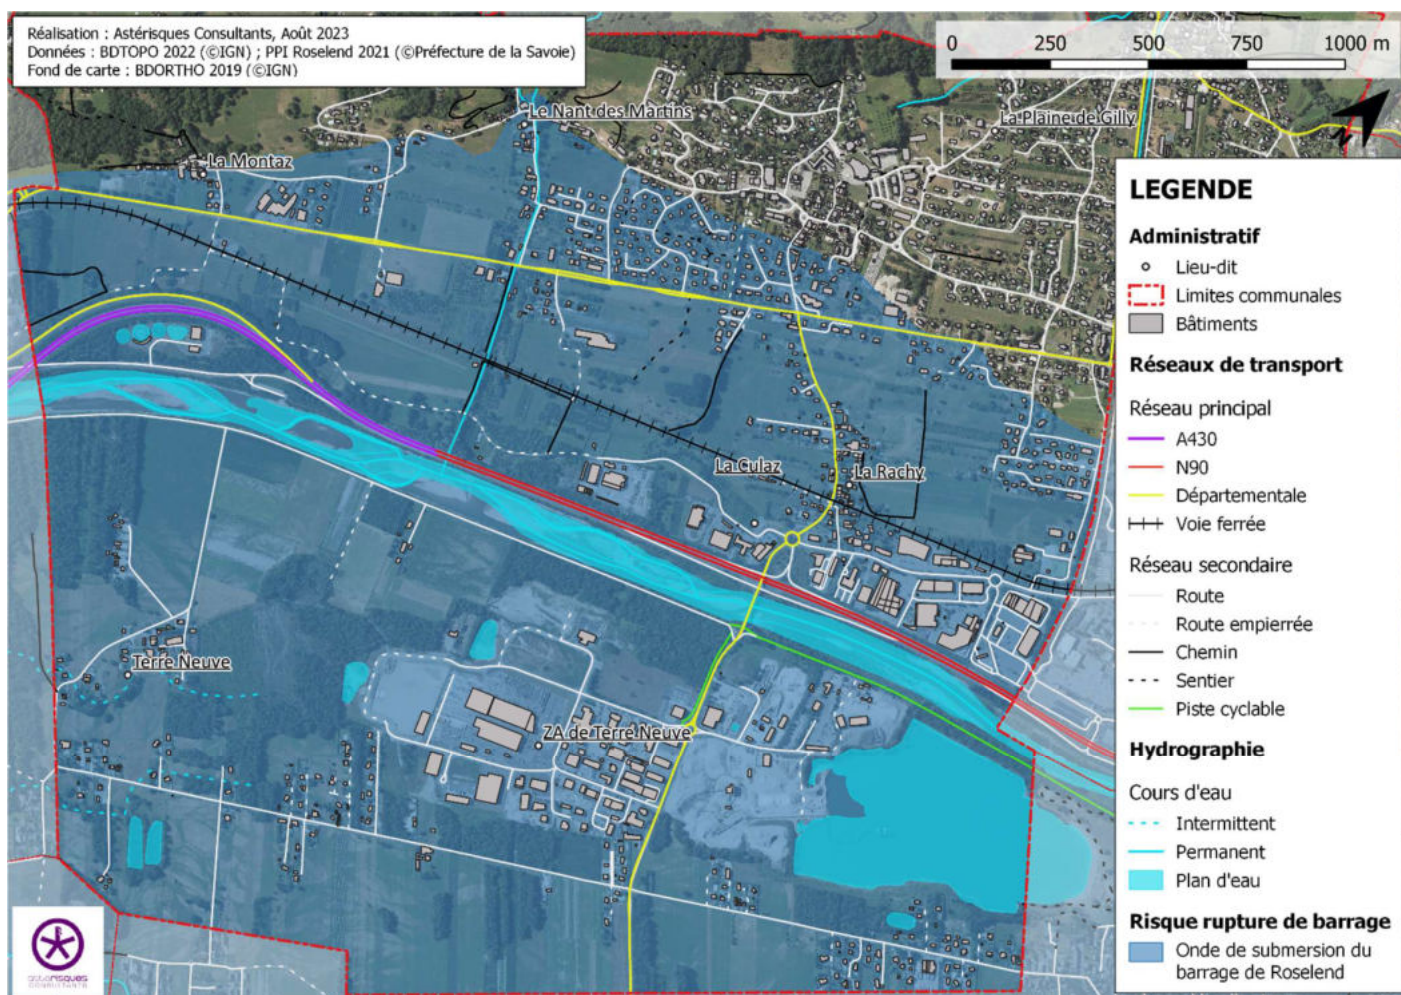 Réalisation : Astérisques Consultants, Août 2023
Données : BDTOPO 2022 (©IGN) ; PPI Roselend 2021 (©Préfecture de la Savoie)
Fond de carte : BDORTHO 2019 (©IGN)
0 250 500 750 1000 m
Le Nant des Martins
La Plaine de Gilly
La Montaz
La Culaz
La Rachy
Terre Neuve
ZA de Terre Neuve
LEGENDE
Administratif
Lieu-dit
Limites communales
Bâtiments
Réseaux de transport
Réseau principal
A430
N90
Départementale
Voie ferrée
Réseau secondaire
Route
Route empierrée
Chemin
Sentier
Piste cyclable
Hydrographie
Cours d'eau
Intermittent
Permanent
Plan d'eau
Risque rupture de barrage
Onde de submersion du
barrage de Roselend
asterisques
CONSULTANTS